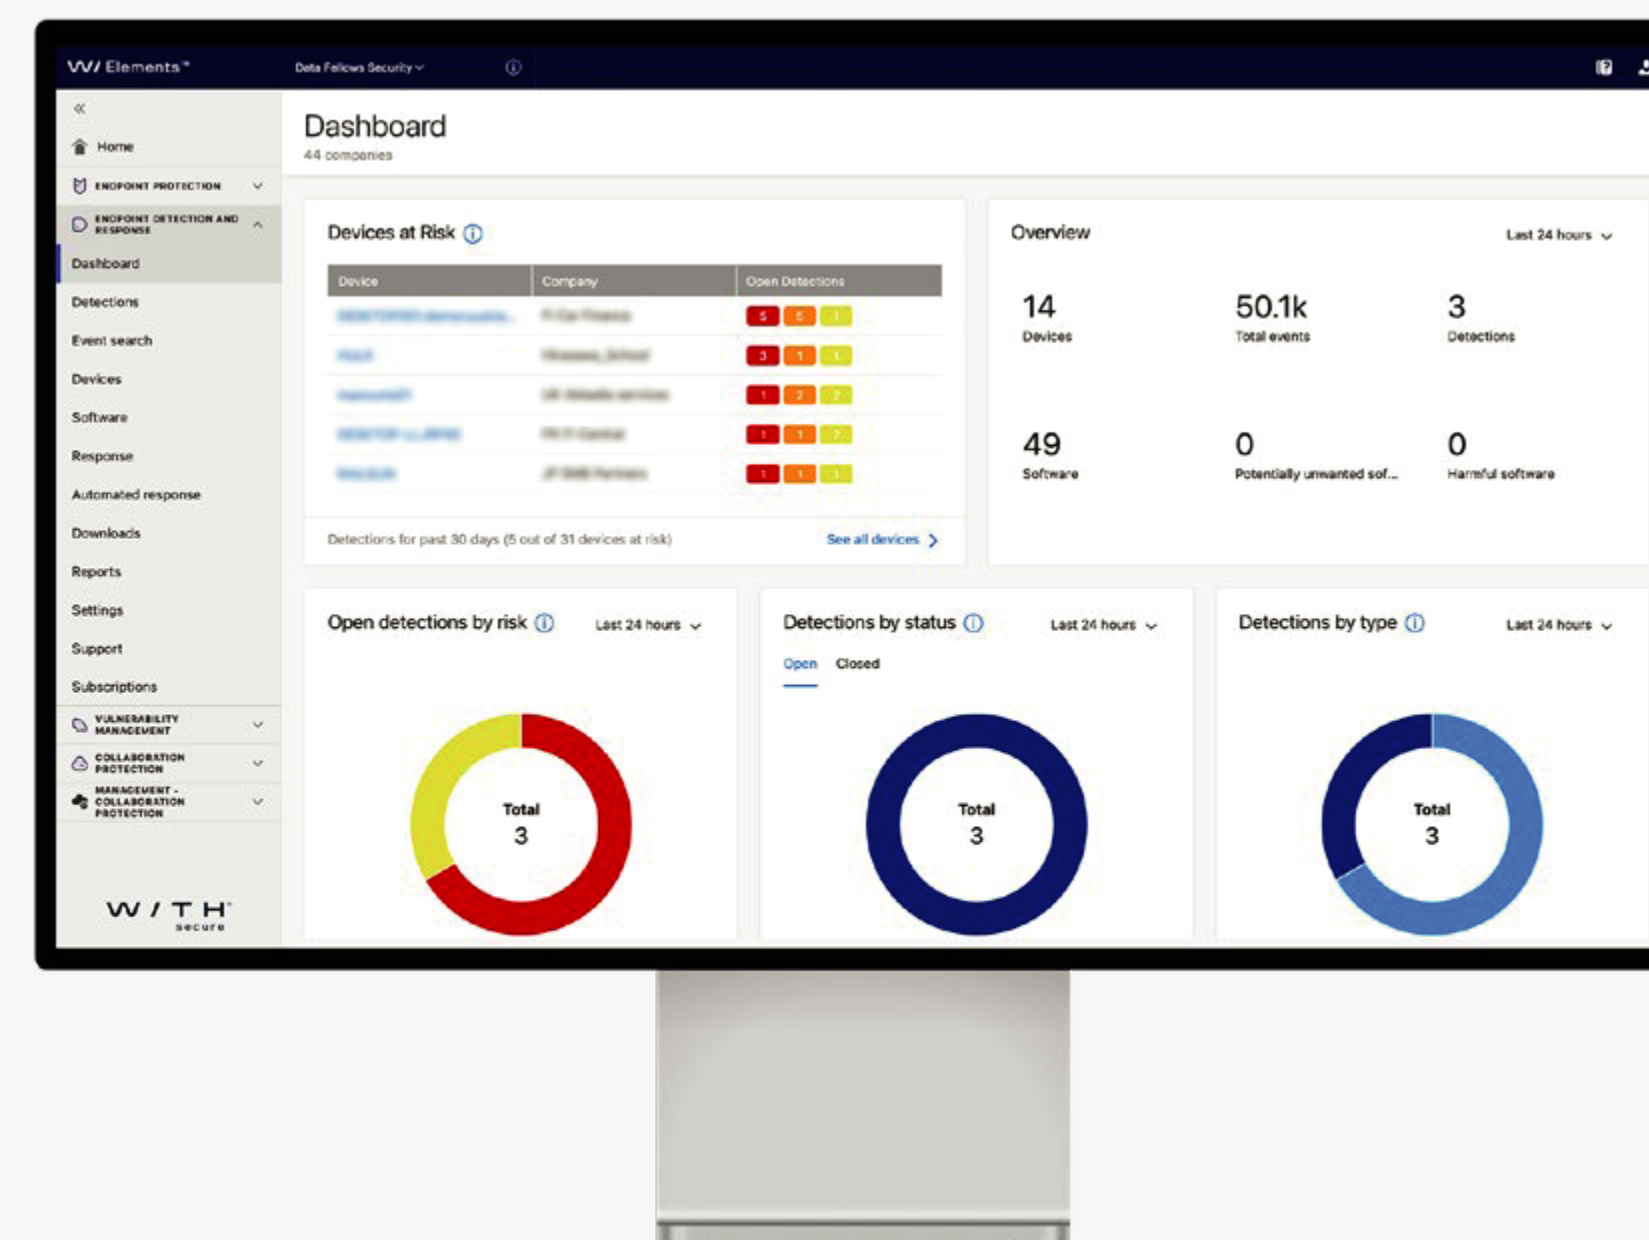 W/ Elements™
Data Fellows Security
Home
ENDPOINT PROTECTION
ENDPOINT DETECTION AND
RESPONSE
Dashboard
Detections
Event search
Devices
Software
Response
Automated response
Downloads
Reports
Settings
Support
Subscriptions
VULNERABILITY
MANAGEMENT
COLLABORATION
PROTECTION
MANAGEMENT -
COLLABORATION
PROTECTION
W / T H
secure
Dashboard
44 companies
Devices at Risk
Device Company Open Detections
5
3 1 1
1 2 2
1 1
1 1 1
Detections for past 30 days (5 out of 31 devices at risk)
See all devices
Overview
Last 24 hours
14 50.1k 3
Devices Total events Detections
49 0 0
Software Potentially unwanted sof... Harmful software
Open detections by risk
Last 24 hours
Total
3
Detections by status
Last 24 hours
Open Closed
Total
3
Detections by type
Last 24 hours
Total
3